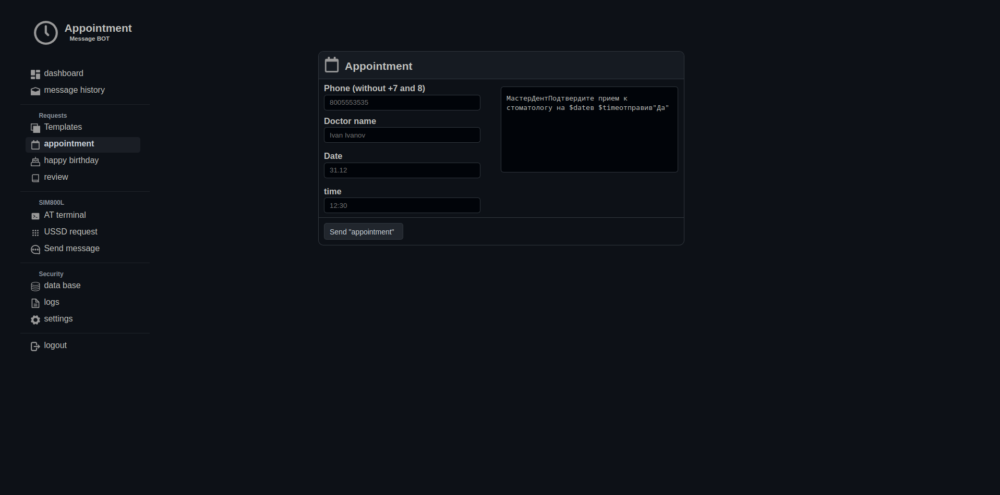 Appointment
Message BOT
dashboard
message history
Requests
Templates
appointment
happy birthday
review
SIM800L
AT terminal
USSD request
Send message
Security
data base
logs
settings
logout
Appointment
Phone (without +7 and 8)
8005553535
Doctor name
Ivan Ivanov
Date
31.12
time
12:30
МастерДентПодтвердите прием к
стоматологу на $dateв $timeотправив"Да"
Send "appointment"